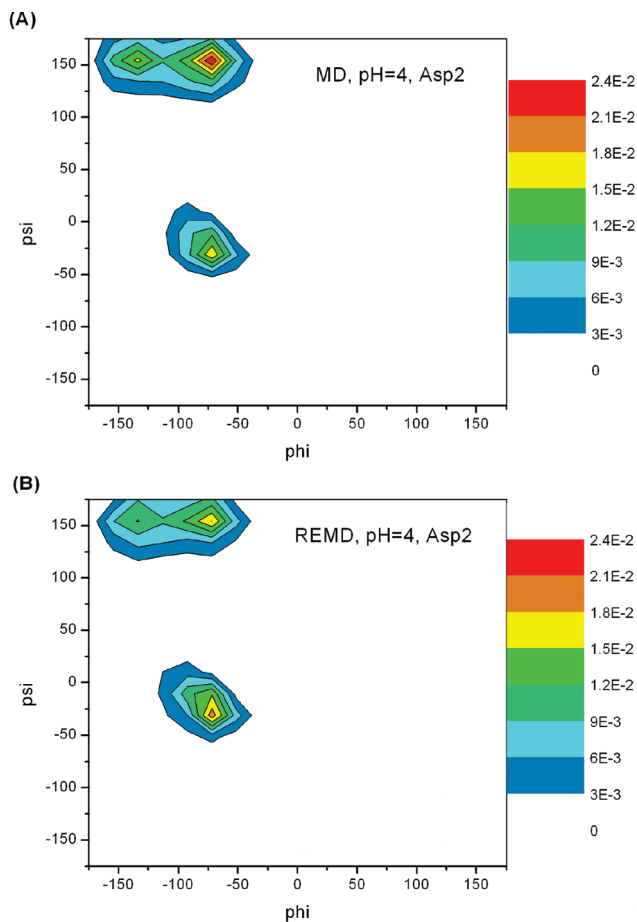 (A)
MD, pH=4, Asp2
psi
150
100
50
0
-50
-100
-150
-150
-100
-50
0
50
100
150
phi
2.4E-2
2.1E-2
1.8E-2
1.5E-2
1.2E-2
9E-3
6E-3
3E-3
0
(B)
REMD, pH=4, Asp2
psi
150
100
50
0
-50
-100
-150
-150
-100
-50
0
50
100
150
phi
2.4E-2
2.1E-2
1.8E-2
1.5E-2
1.2E-2
9E-3
6E-3
3E-3
0